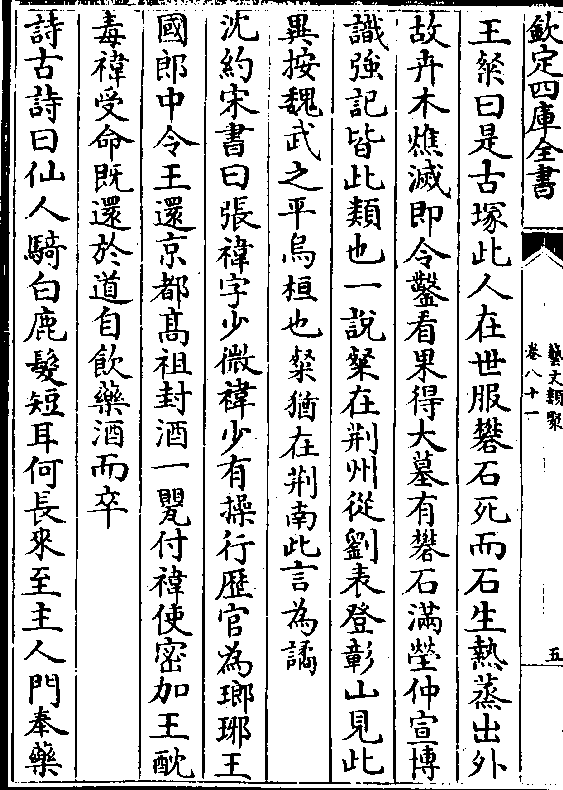 欽定四庫全書
藝文類聚
卷八十一
五
王粲曰是古塚此人在世服礬石死而石生熱蒸出外
故卉木燋滅即令鑿看果得大墓有礬石滿塋仲宣博
識強記皆此類也一說粲在荆州從劉表登彰山見此
異按魏武之平烏桓也粲猶在荆南此言為譎
沈約宋書曰張禕字少微禕少有操行歷官為瑯琊王
國郎中令王還京都髙祖封酒一甖付禕使密加王酖
毒禕受命既還於道自飲藥酒而卒
詩古詩曰仙人騎白鹿髮短耳何長來至主人門奉藥